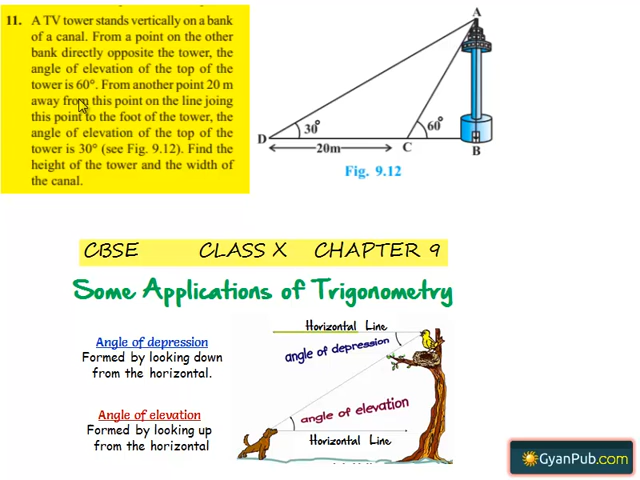 11. A TV tower stands vertically on a bank
of a canal. From a point on the other
bank directly opposite the tower, the
angle of elevation of the top of the
tower is 60°. From another point 20 m
away from this point on the line joing
this point to the foot of the tower, the
angle of elevation of the top of the
tower is 30° (see Fig. 9.12). Find the
height of the tower and the width of
the canal.
A
D
30°
60°
20m
C
B
Fig. 9.12
CBSE CLASS X CHAPTER 9
Some Applications of Trigonometry
Angle of depression
Formed by looking down
from the horizontal.
Angle of elevation
Formed by looking up
from the horizontal
Horizontal Line
angle of depression
angle of elevation
Horizontal Line
GyanPub.com